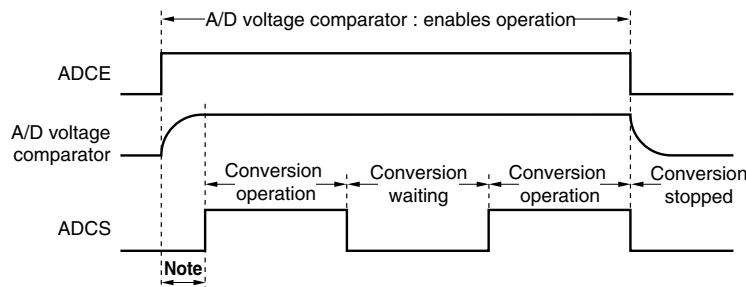 A/D voltage comparator : enables operation
ADCE
A/D voltage
comparator
Conversion
operation
Conversion
waiting
Conversion
operation
Conversion
stopped
ADCS
Note